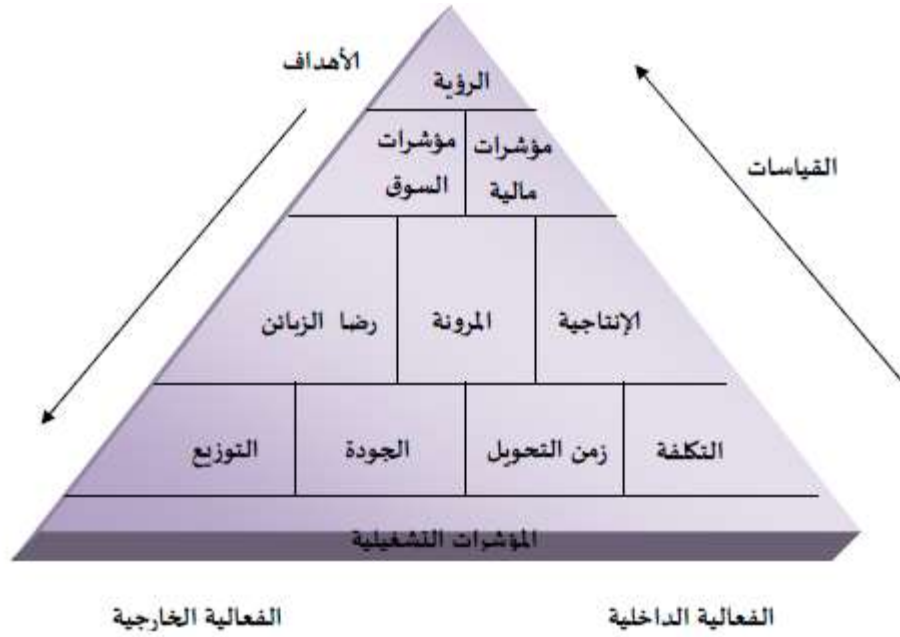 الأهداف
الرؤية
القياسات
مؤشرات
مالية
مؤشرات
السوق
الإنتاجية
المرونة
رضا الزبائن
التكلفة
زمن التحويل
الجودة
التوزيع
المؤشرات التشغيلية
الفعالية الداخلية
الفعالية الخارجية